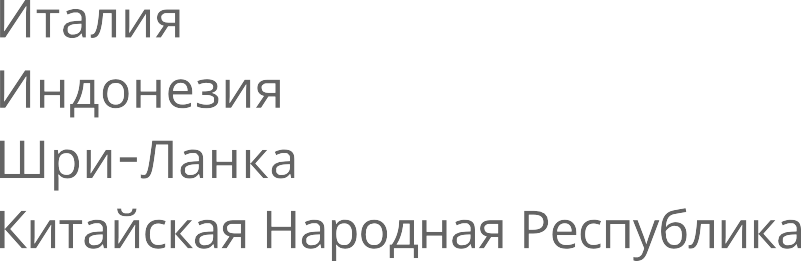 Италия
Индонезия
Шри-Ланка
Китайская Народная Республика